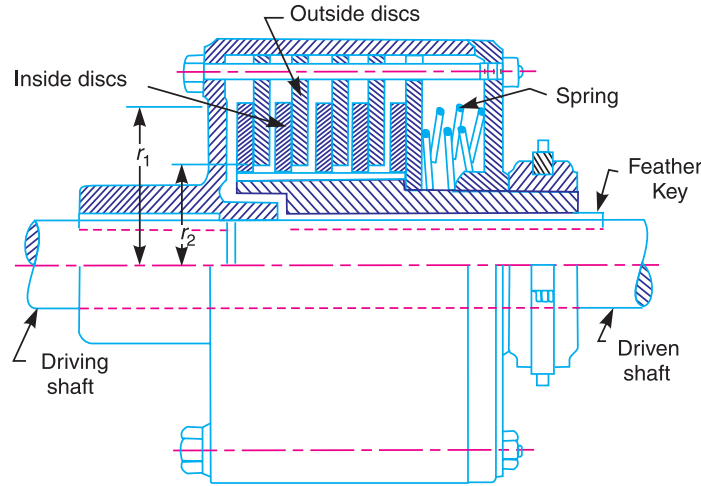 Outside discs
Inside discs
Spring
r1
Feather
Key
r2
Driving
shaft
Driven
shaft